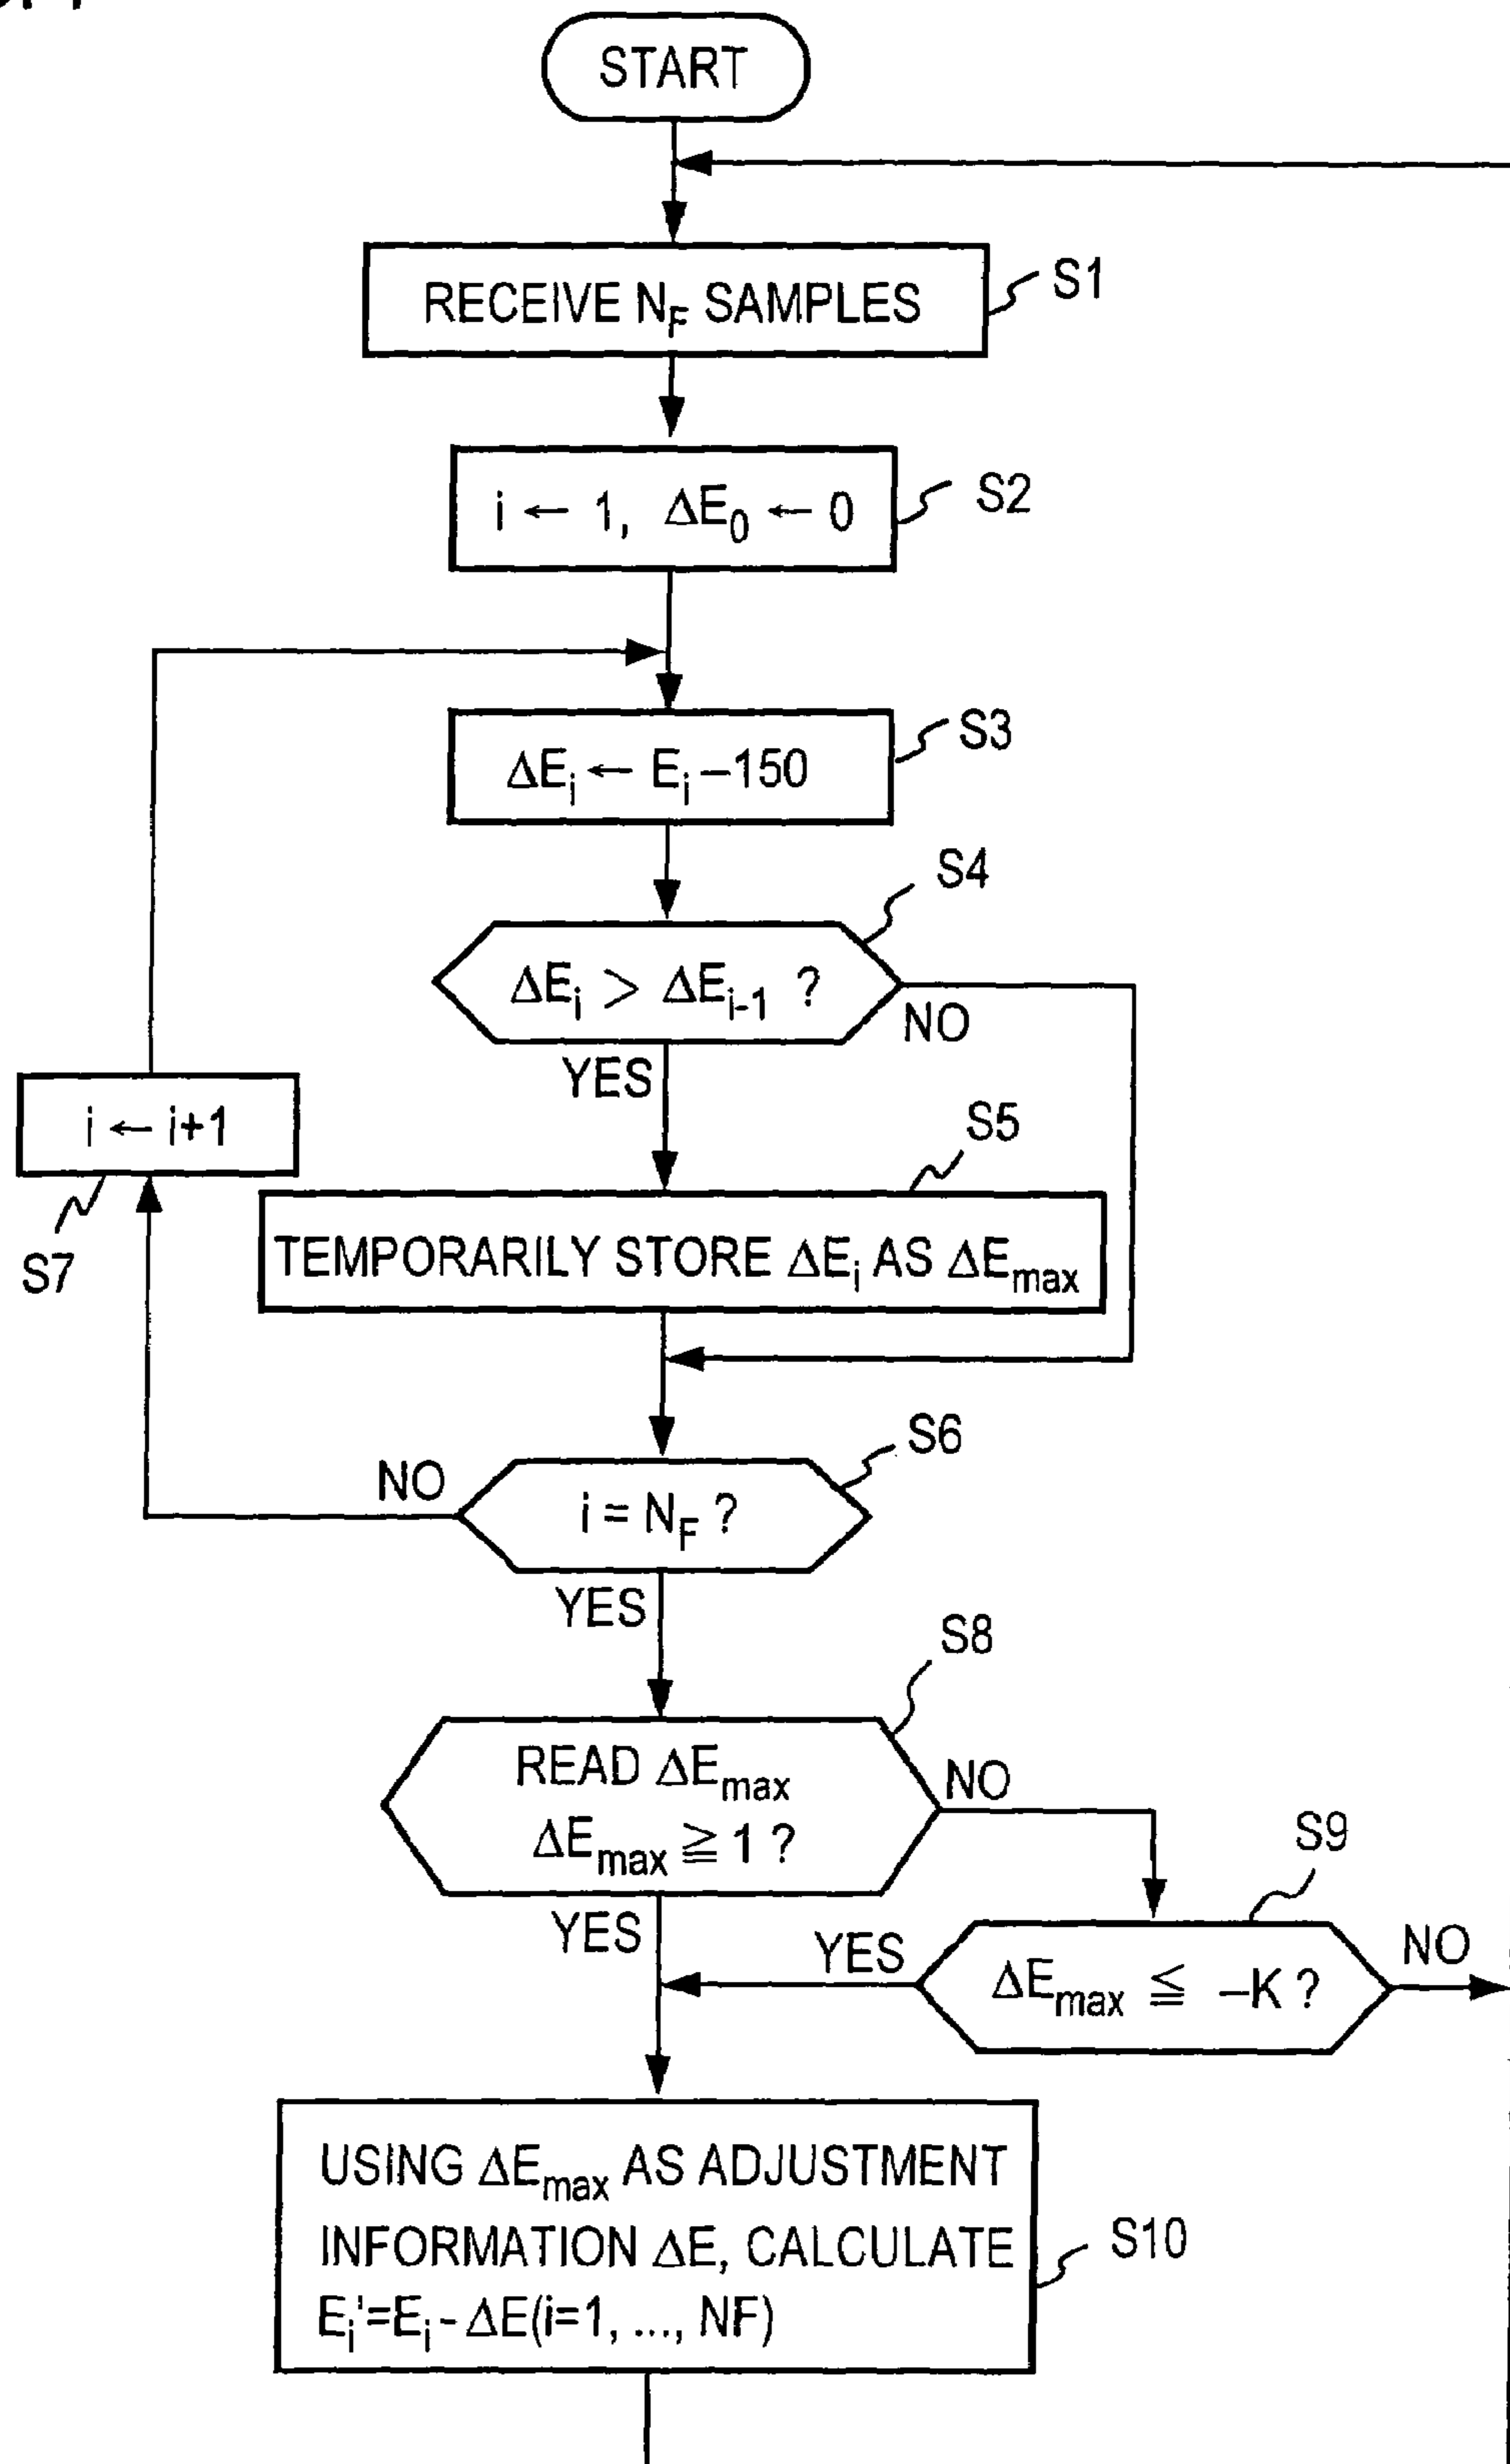 START
RECEIVE N_F SAMPLES
S1
i ← 1, ΔE_0 ← 0
S2
ΔE_i ← E_i – 150
S3
S4
ΔE_i > ΔE_{i-1} ?
NO
YES
i ← i+1
S7
S5
TEMPORARILY STORE ΔE_i AS ΔE_max
S6
NO
i = N_F ?
YES
S8
READ ΔE_max
ΔE_max ≧ 1 ?
NO
YES
S9
YES
ΔE_max ≦ –K ?
NO
USING ΔE_max AS ADJUSTMENT
INFORMATION ΔE, CALCULATE
E_i'=E_i - ΔE(i=1, ..., NF)
S10